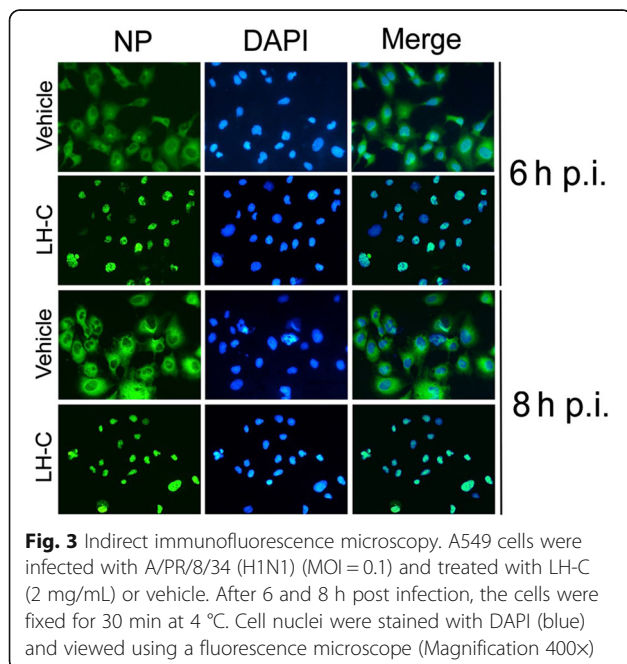 NP DAPI Merge
Vehicle
LH-C
6 h p.i.
Vehicle
LH-C
8 h p.i.
Fig. 3 Indirect immunofluorescence microscopy. A549 cells were
infected with A/PR/8/34 (H1N1) (MOI = 0.1) and treated with LH-C
(2 mg/mL) or vehicle. After 6 and 8 h post infection, the cells were
fixed for 30 min at 4 °C. Cell nuclei were stained with DAPI (blue)
and viewed using a fluorescence microscope (Magnification 400×)